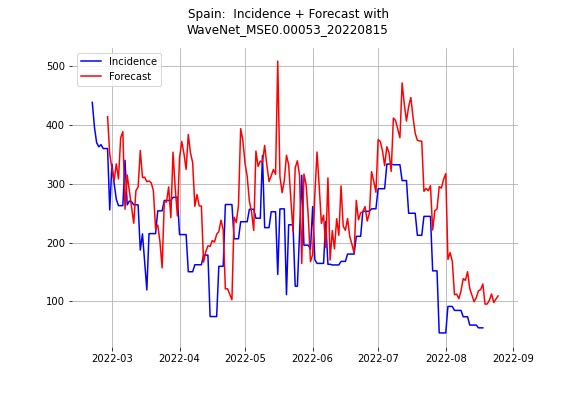 Spain:  Incidence + Forecast with
WaveNet_MSE0.00053_20220815
Incidence
Forecast
500
400
300
200
100
2022-03 2022-04 2022-05 2022-06 2022-07 2022-08 2022-09